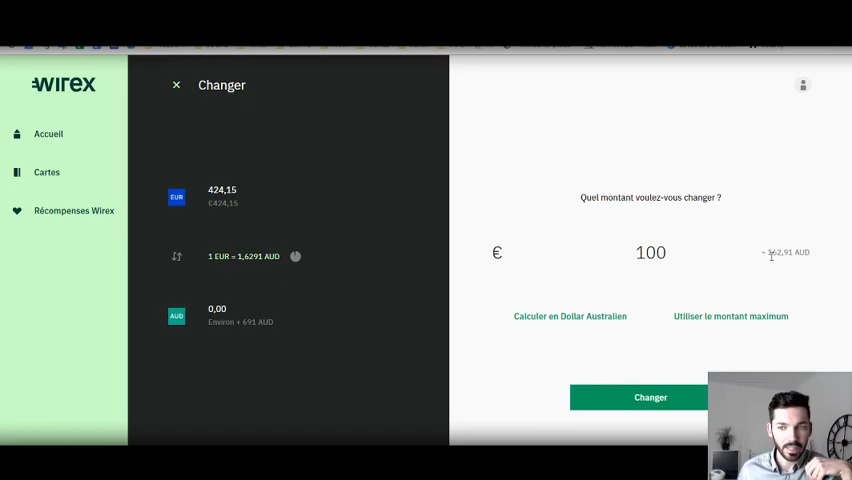 wirex
Changer
Accueil
Cartes
Récompenses Wirex
EUR
424,15
€424,15
1 EUR = 1,6291 AUD
AUD
0,00
Environ + 691 AUD
Quel montant voulez-vous changer ?
€
100
~ 162,91 AUD
Calculer en Dollar Australien
Utiliser le montant maximum
Changer